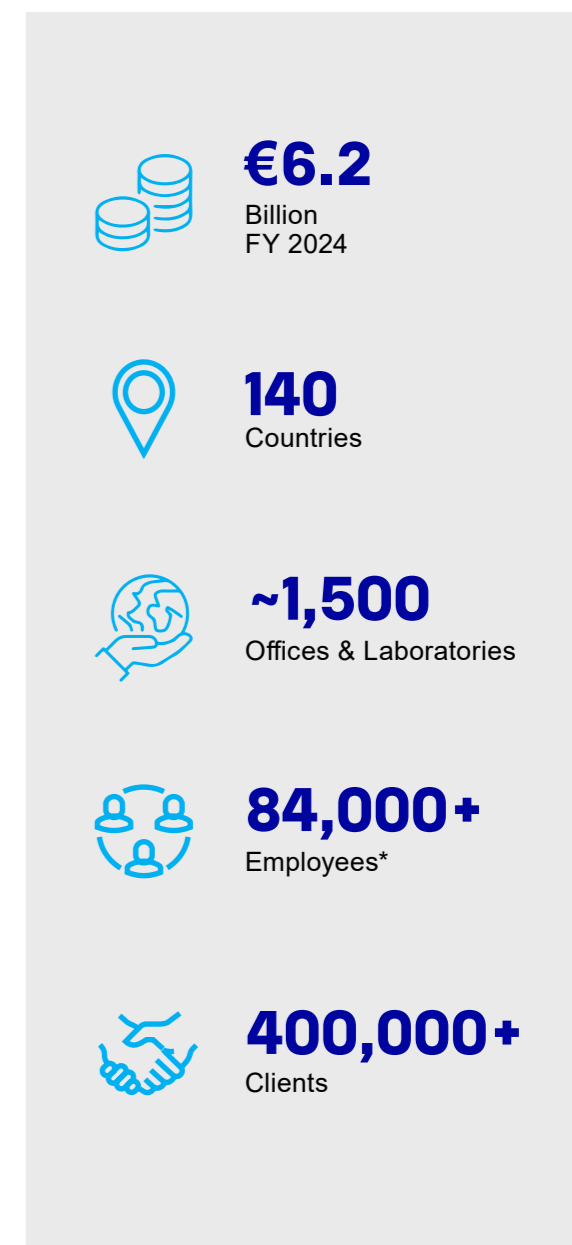 €6.2
Billion
FY 2024
140
Countries
~1,500
Offices & Laboratories
84,000+
Employees*
400,000+
Clients